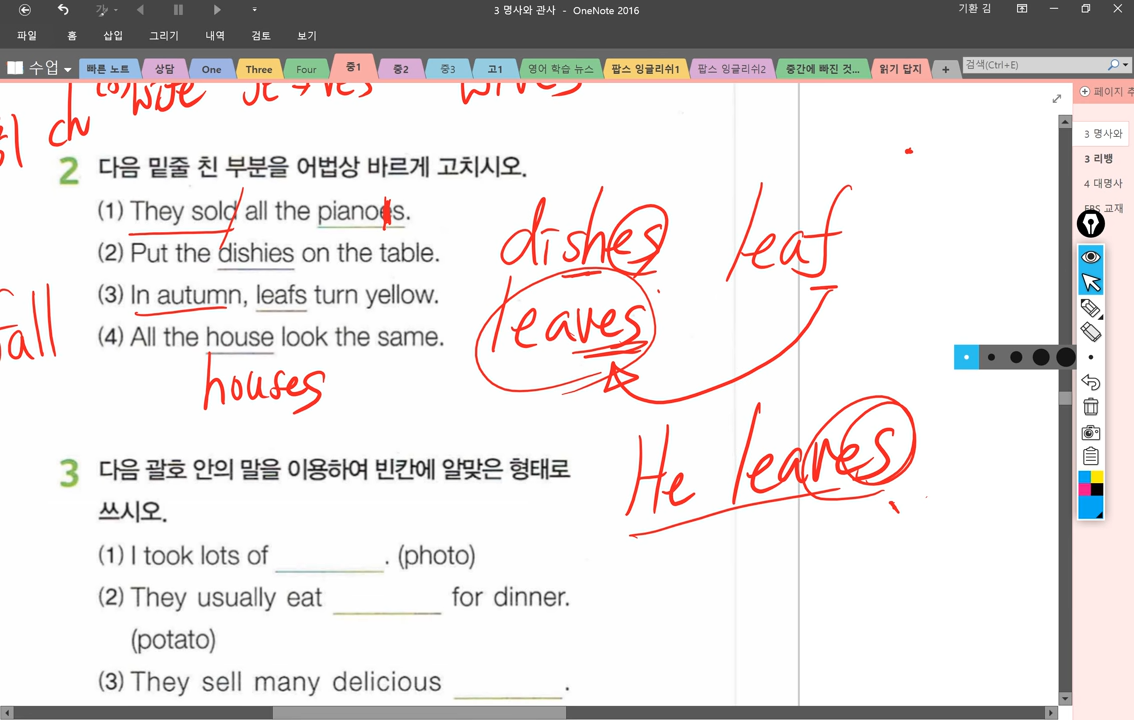 3 명사와 관사 - OneNote 2016
기환 김
파일 홈 삽입 그리기 내역 검토 보기
수업 빠른 노트 상담 One Three Four 중1 중2 중3 고1 영어 학습 뉴스 팝스 잉글리쉬1 팝스 잉글리쉬2 중간에 빠진 것... 읽기 답지 +
검색(Ctrl+E)
페이지 추
3 명사와
3 리뱅
4 대명사
EBS 교재
ch
2 다음 밑줄 친 부분을 어법상 바르게 고치시오.
(1) They sold all the pianoes.
(2) Put the dishies on the table.
(3) In autumn, leafs turn yellow.
(4) All the house look the same.
houses
fall
dishes
leaf
leaves
He leaves
3 다음 괄호 안의 말을 이용하여 빈칸에 알맞은 형태로
쓰시오.
(1) I took lots of ________. (photo)
(2) They usually eat ________ for dinner.
(potato)
(3) They sell many delicious ________.